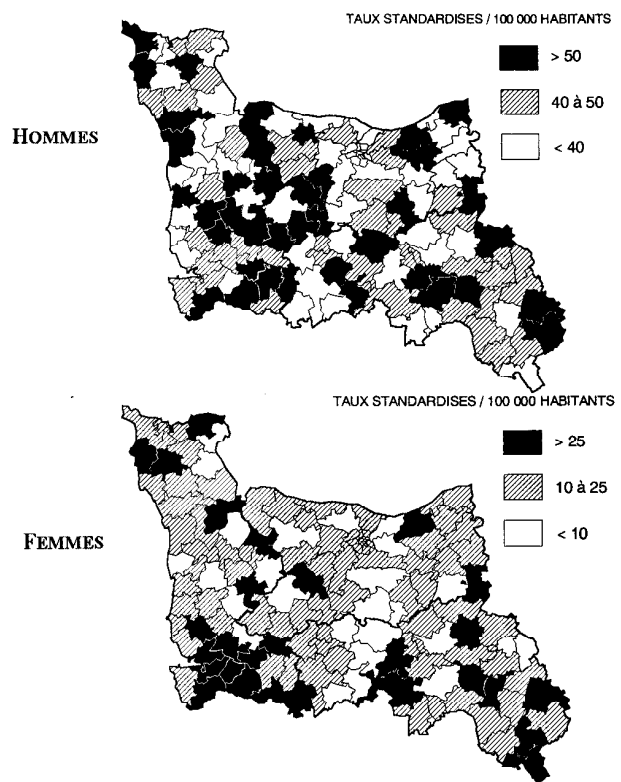 TAUX STANDARDISES / 100 000 HABITANTS
> 50
40 à 50
< 40
HOMMES
TAUX STANDARDISES / 100 000 HABITANTS
> 25
10 à 25
< 10
FEMMES